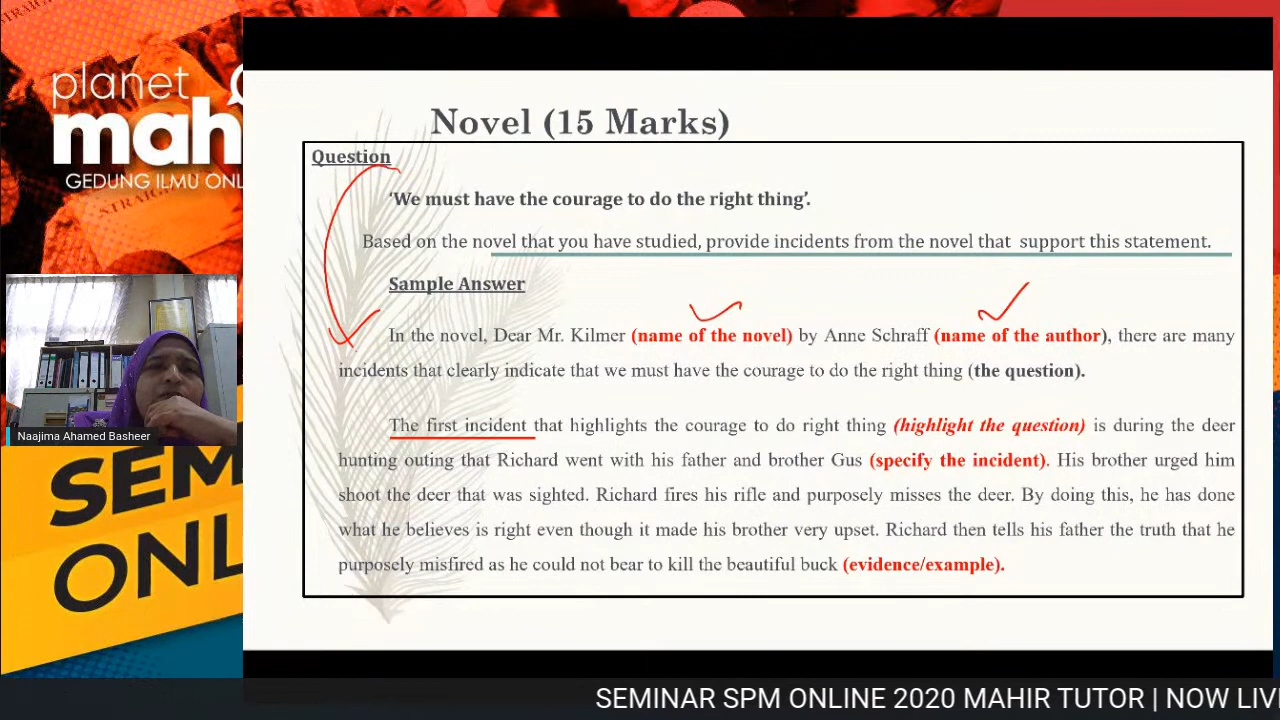 planet
mah
GEDUNG ILMU ONL
Novel (15 Marks)
Question
‘We must have the courage to do the right thing’.
Based on the novel that you have studied, provide incidents from the novel that support this statement.
Sample Answer
In the novel, Dear Mr. Kilmer (name of the novel) by Anne Schraff (name of the author), there are many
incidents that clearly indicate that we must have the courage to do the right thing (the question).
The first incident that highlights the courage to do right thing (highlight the question) is during the deer
hunting outing that Richard went with his father and brother Gus (specify the incident). His brother urged him
shoot the deer that was sighted. Richard fires his rifle and purposely misses the deer. By doing this, he has done
what he believes is right even though it made his brother very upset. Richard then tells his father the truth that he
purposely misfired as he could not bear to kill the beautiful buck (evidence/example).
Naajima Ahamed Basheer
SEM
ONL
SEMINAR SPM ONLINE 2020 MAHIR TUTOR | NOW LIV